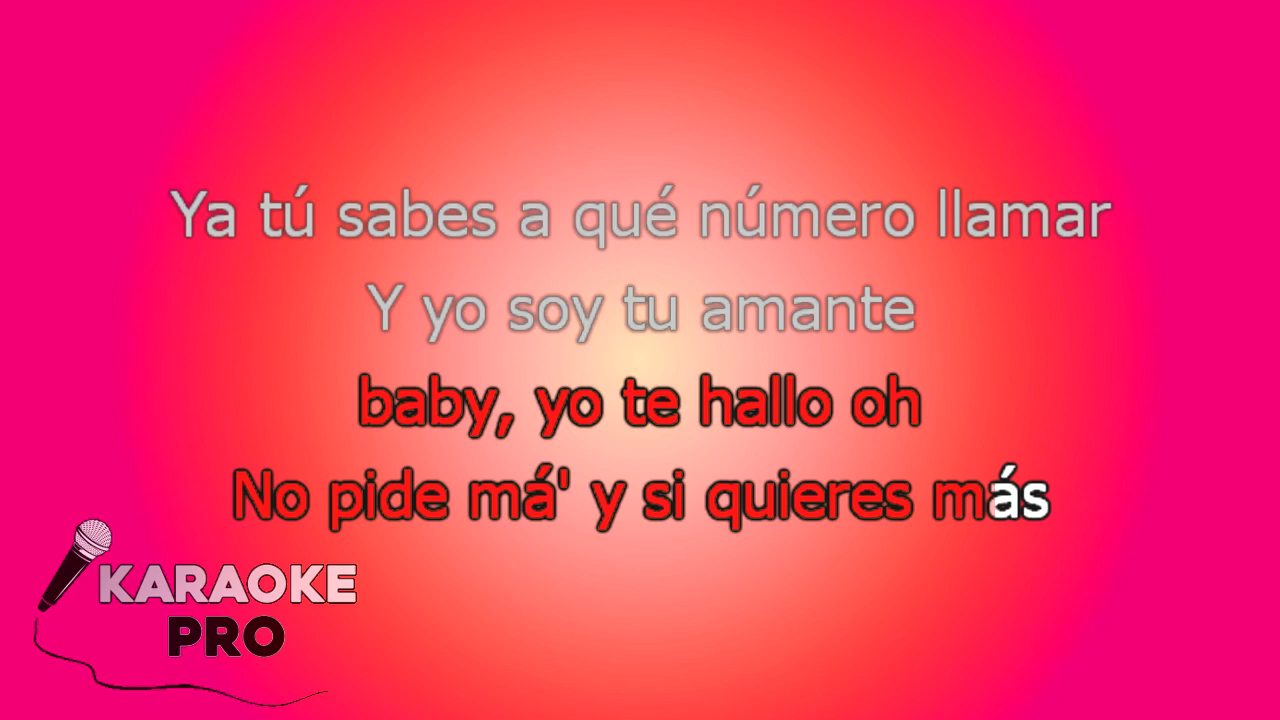 Ya tú sabes a qué número llamar
Y yo soy tu amante
baby, yo te hallo oh
No pide má' y si quieres más
KARAOKE
PRO